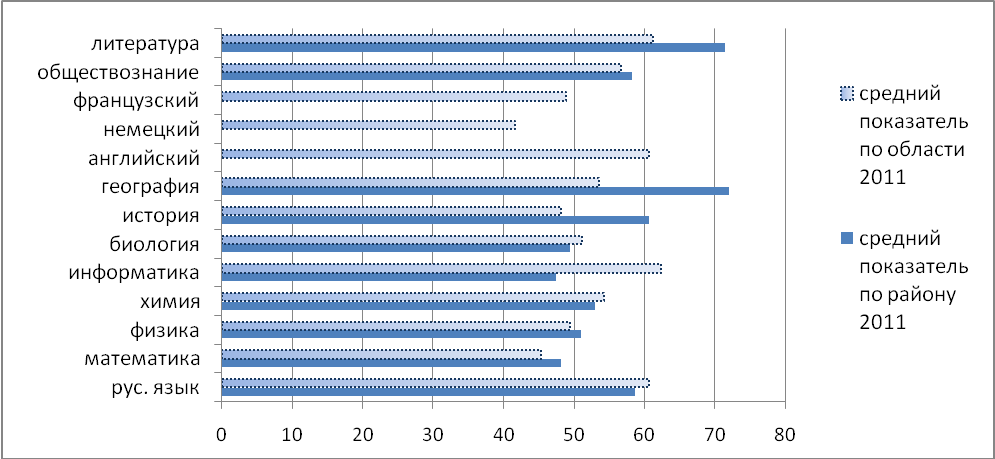 литература
обществознание
французский
немецкий
английский
география
история
биология
информатика
химия
физика
математика
рус. язык
0 10 20 30 40 50 60 70 80
средний
показатель
по области
2011
средний
показатель
по району
2011